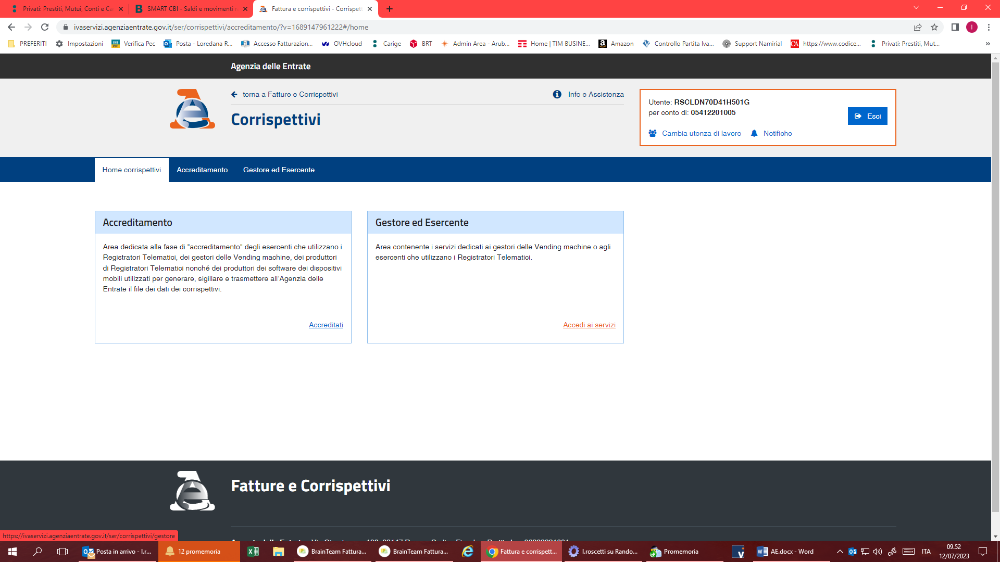 Privati: Prestiti, Mutui, Conti e Ca
SMART CBI - Saldi e movimenti r
Fattura e corrispettivi - Corrispet
ivaservizi.agenziaentrate.gov.it/ser/corrispettivi/accreditamento/?v=1689147961222#/home
PREFERITI
Impostazioni
Verifica Pec
Posta - Loredana R...
Accesso Fatturazion...
OVHcloud
Carige
BRT
Admin Area - Arub...
Home | TIM BUSINE...
Amazon
Controllo Partita Iva...
Support Namirial
https://www.codice...
Privati: Prestiti, Mut...
Agenzia delle Entrate
torna a Fatture e Corrispettivi
Info e Assistenza
Corrispettivi
Utente: RSCLDN70D41H501G
per conto di: 05412201005
Esci
Cambia utenza di lavoro
Notifiche
Home corrispettivi
Accreditamento
Gestore ed Esercente
Accreditamento
Area dedicata alla fase di "accreditamento" degli esercenti che utilizzano i
Registratori Telematici, dei gestori delle Vending machine, dei produttori
di Registratori Telematici nonché dei produttori dei software dei dispositivi
mobili utilizzati per generare, sigillare e trasmettere all'Agenzia delle
Entrate il file dei dati dei corrispettivi.
Accreditati
Gestore ed Esercente
Area contenente i servizi dedicati ai gestori delle Vending machine o agli
esercenti che utilizzano i Registratori Telematici.
Accedi ai servizi
Fatture e Corrispettivi
https://ivaservizi.agenziaentrate.gov.it/ser/corrispettivi/gestore
Posta in arrivo - l.r...
12 promemoria
BrainTeam Fattura...
BrainTeam Fattura...
Fattura e corrispett...
l.roscetti su Rando...
Promemoria
AE.docx - Word
ITA
09.52
12/07/2023